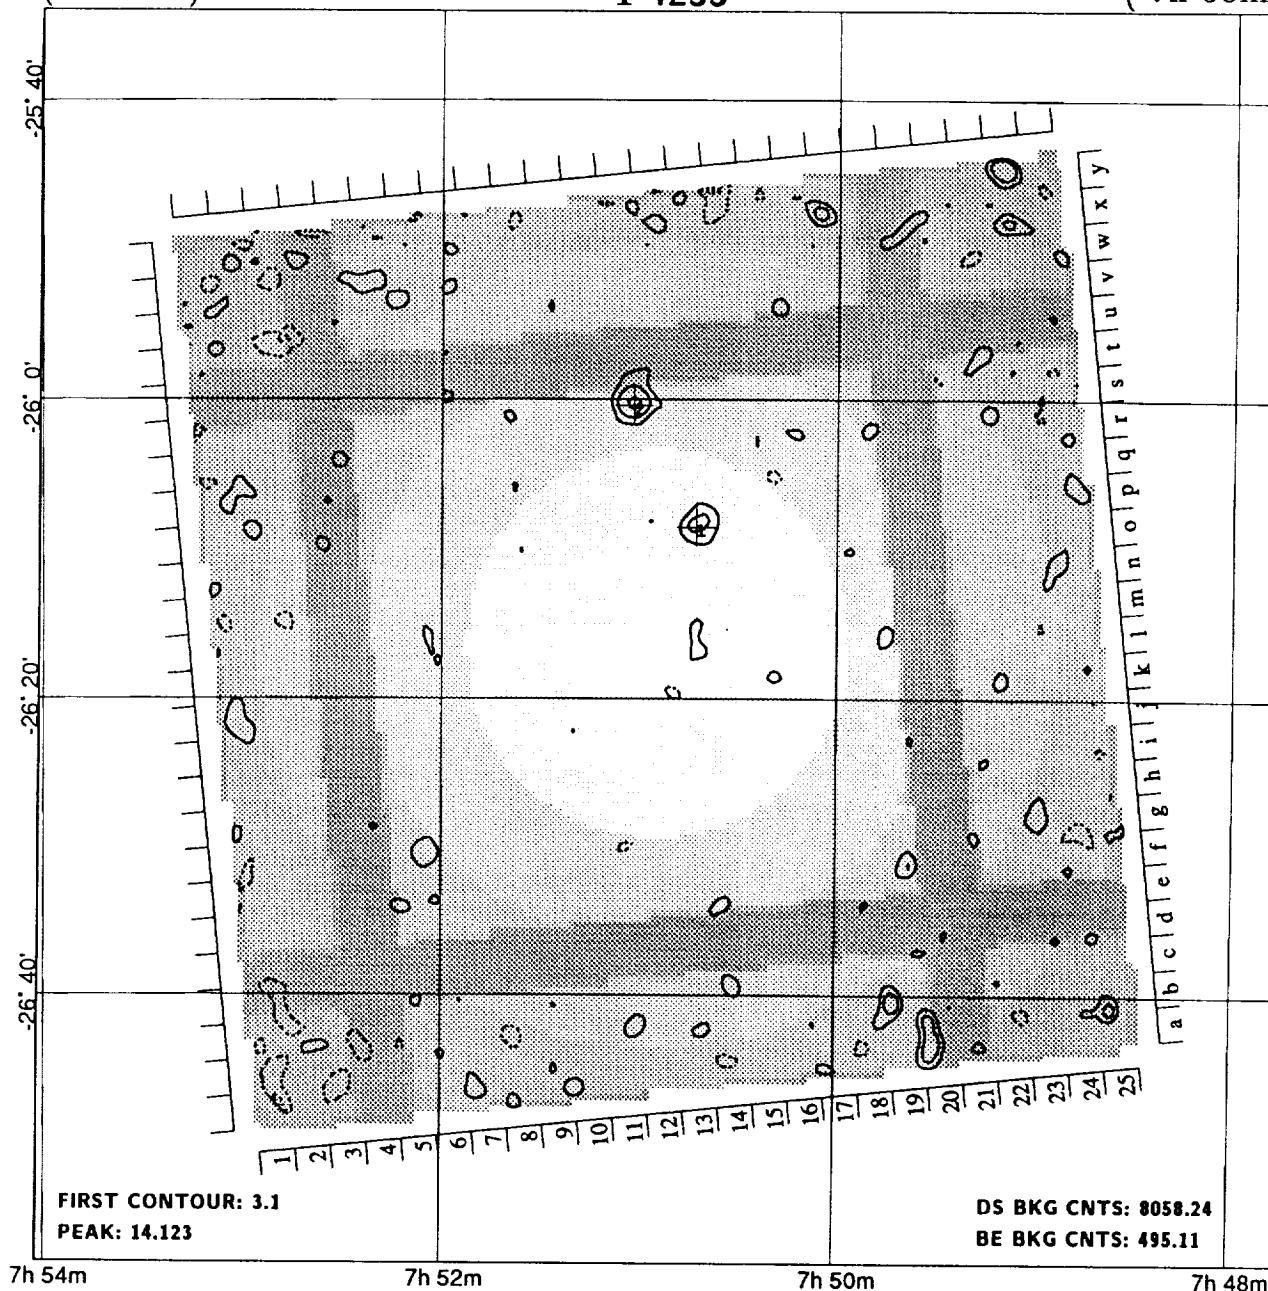 -25° 40'
-26° 0'
-26° 20'
-26° 40'
y
x
w
v
u
t
s
r
q
p
o
n
m
l
k
j
i
h
g
f
e
d
c
b
a
1 2 3 4 5 6 7 8 9 10 11 12 13 14 15 16 17 18 19 20 21 22 23 24 25
FIRST CONTOUR: 3.1
PEAK: 14.123
DS BKG CNTS: 8058.24
BE BKG CNTS: 495.11
7h 54m 7h 52m 7h 50m 7h 48m